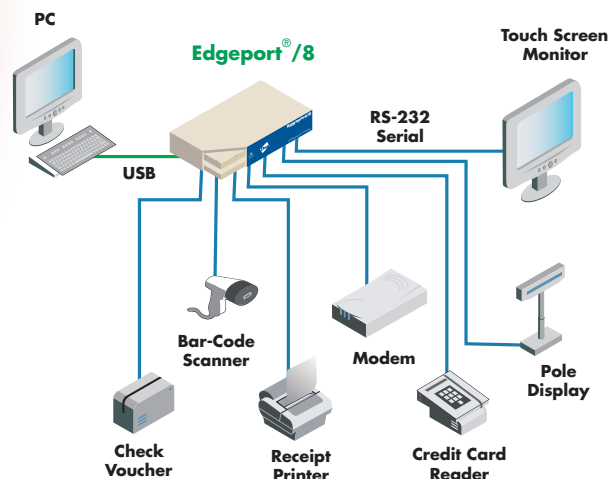 PC
Edgeport®/8
Touch Screen
Monitor
RS-232
Serial
USB
Bar-Code
Scanner
Modem
Pole
Display
Check
Voucher
Receipt
Printer
Credit Card
Reader